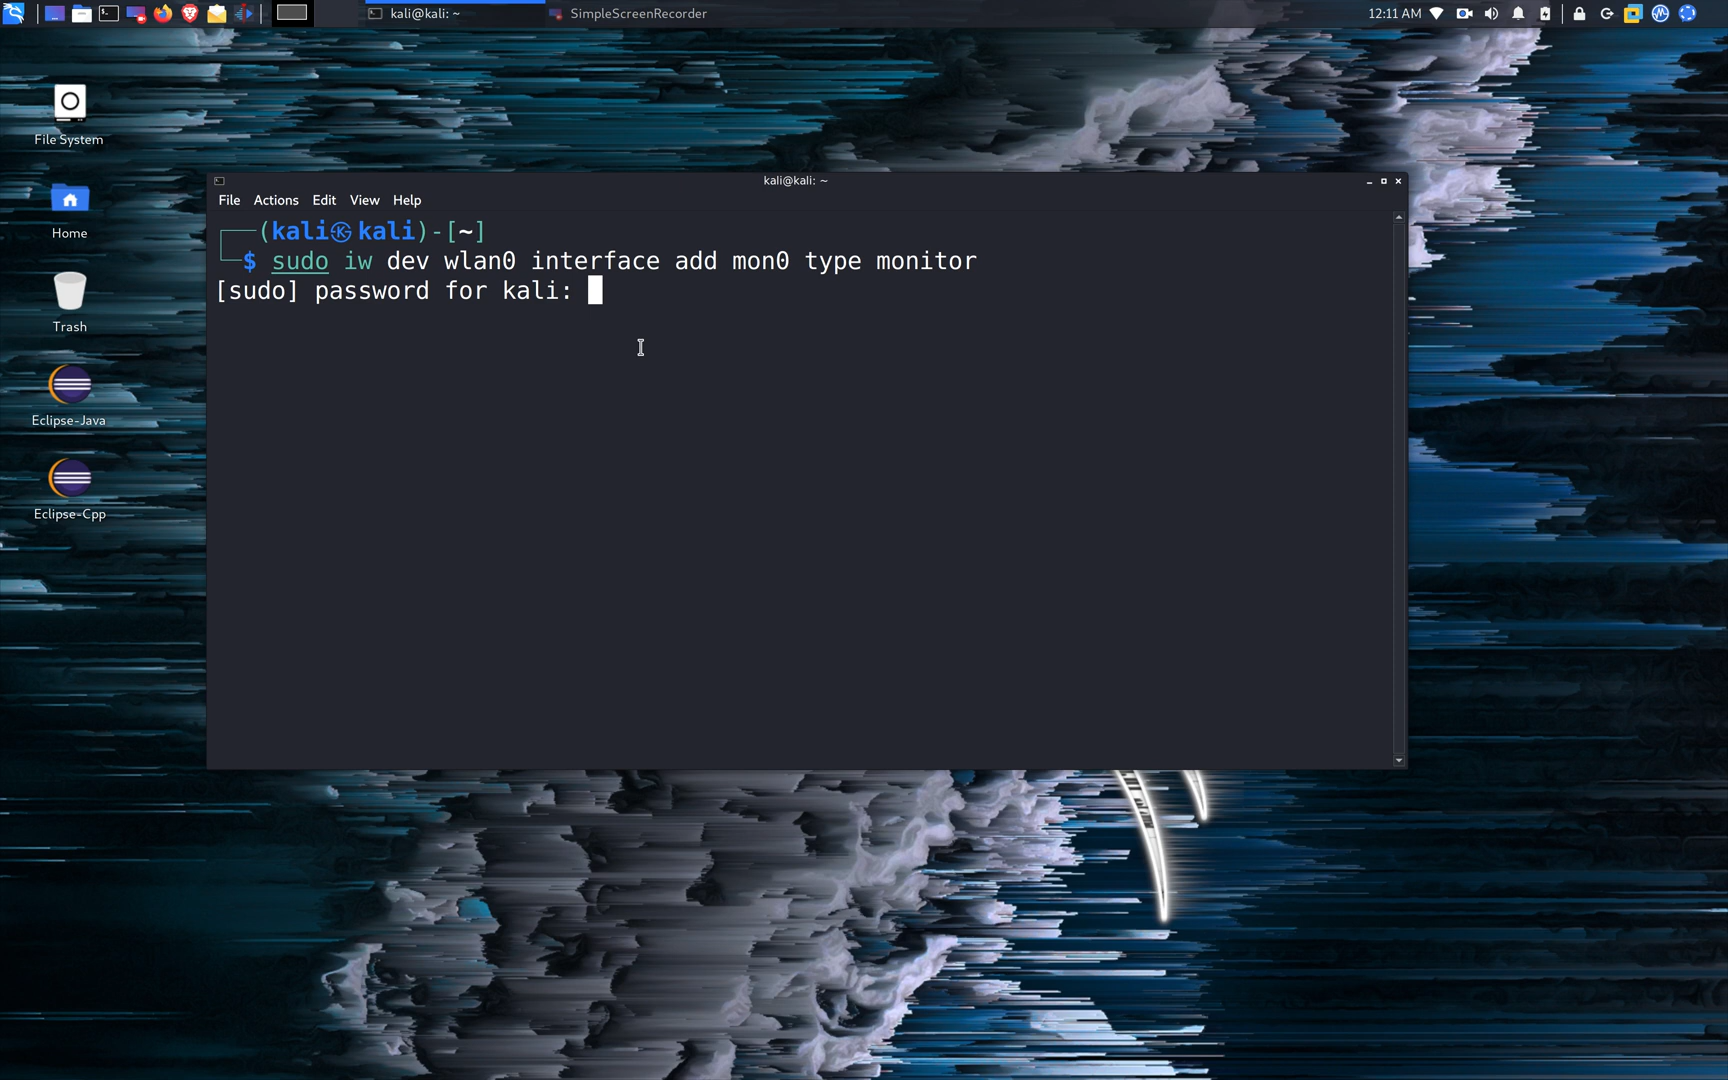 kali@kali: ~
SimpleScreenRecorder
12:11 AM
File System
Home
Trash
Eclipse-Java
Eclipse-Cpp
kali@kali: ~
File Actions Edit View Help
(kali㉿kali)-[~]
$ sudo iw dev wlan0 interface add mon0 type monitor
[sudo] password for kali: